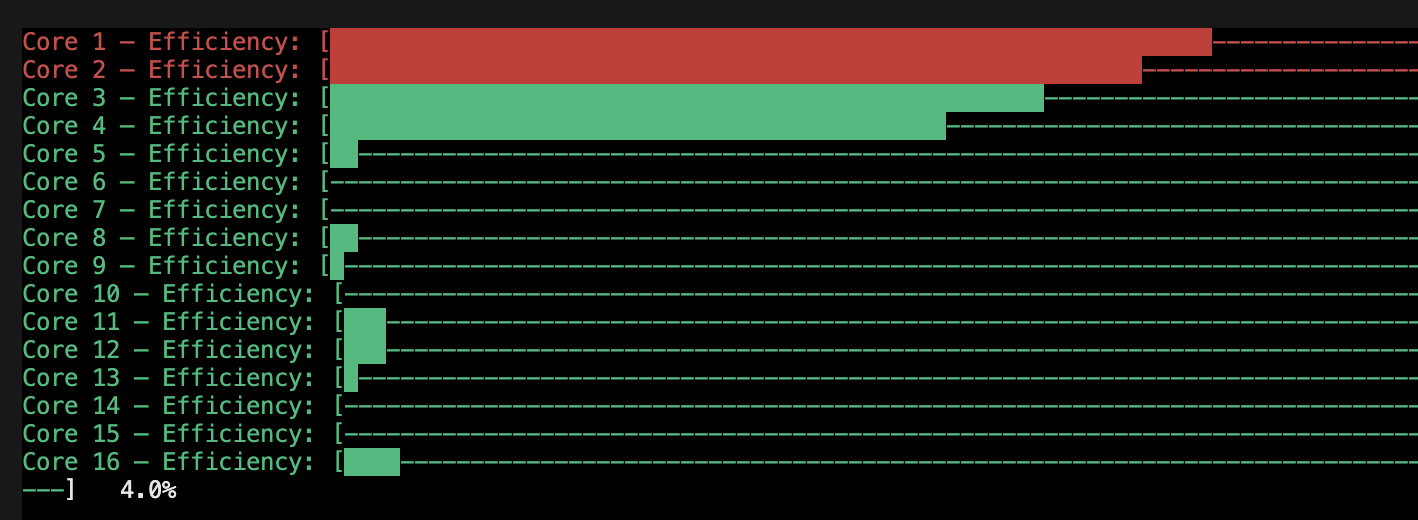 Core 1 — Efficiency: [
Core 2 — Efficiency: [
Core 3 — Efficiency: [
Core 4 — Efficiency: [
Core 5 — Efficiency: [
Core 6 — Efficiency: [
Core 7 — Efficiency: [
Core 8 — Efficiency: [
Core 9 — Efficiency: [
Core 10 — Efficiency: [
Core 11 — Efficiency: [
Core 12 — Efficiency: [
Core 13 — Efficiency: [
Core 14 — Efficiency: [
Core 15 — Efficiency: [
Core 16 — Efficiency: [
———] 4.0%